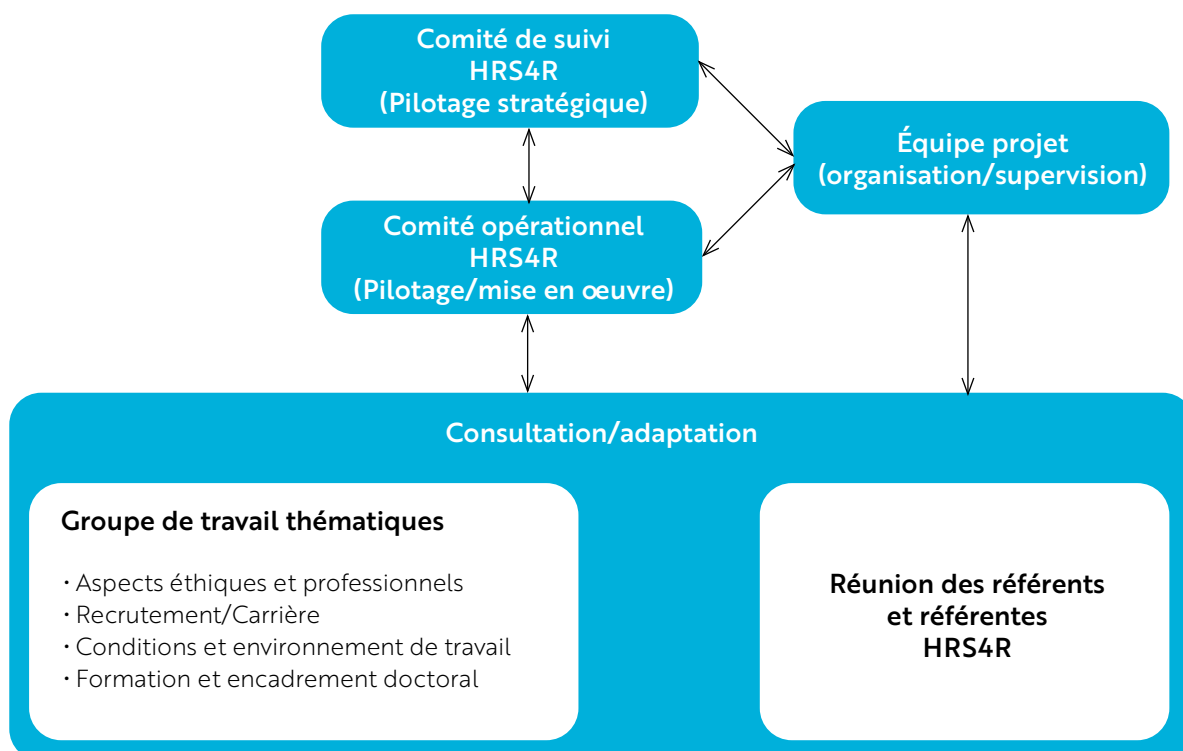 Comité de suivi
HRS4R
(Pilotage stratégique)
Équipe projet
(organisation/supervision)
Comité opérationnel
HRS4R
(Pilotage/mise en œuvre)
Consultation/adaptation
Groupe de travail thématiques
• Aspects éthiques et professionnels
• Recrutement/Carrière
• Conditions et environnement de travail
• Formation et encadrement doctoral
Réunion des référents
et référentes
HRS4R